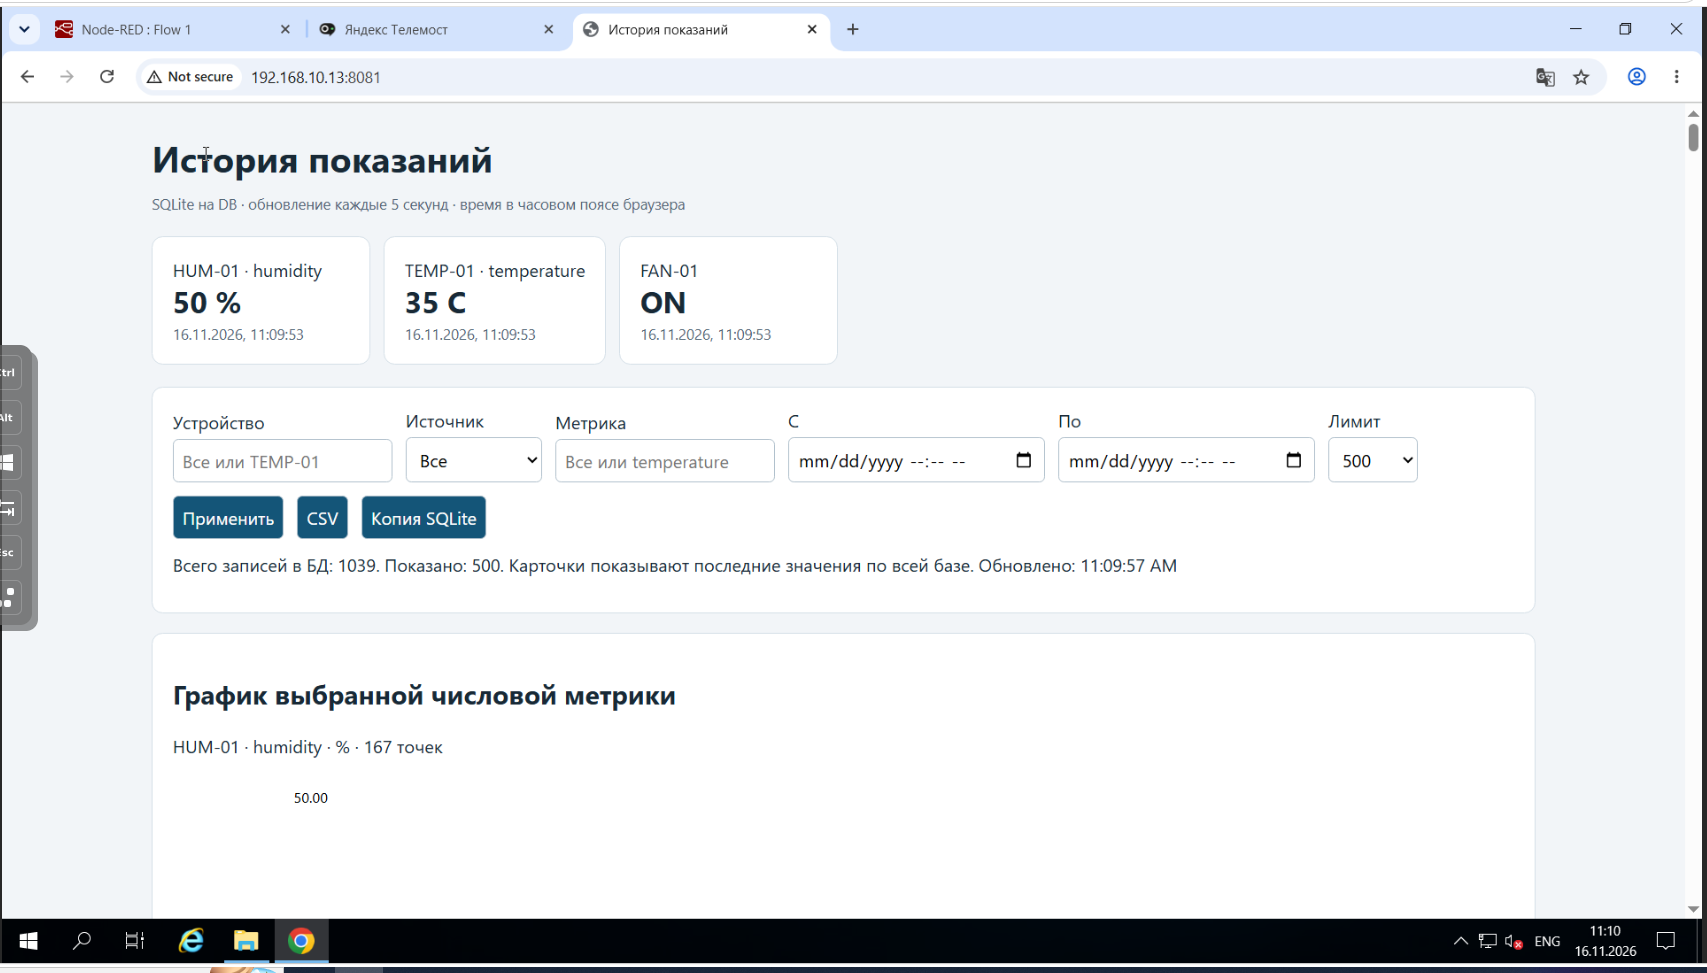 Node-RED : Flow 1
Яндекс Телемост
История показаний
Not secure
192.168.10.13:8081
История показаний
SQLite на DB · обновление каждые 5 секунд · время в часовом поясе браузера
HUM-01 · humidity
50 %
16.11.2026, 11:09:53
TEMP-01 · temperature
35 C
16.11.2026, 11:09:53
FAN-01
ON
16.11.2026, 11:09:53
Устройство
Все или TEMP-01
Источник
Все
Метрика
Все или temperature
С
mm/dd/yyyy --:-- --
По
mm/dd/yyyy --:-- --
Лимит
500
Применить
CSV
Копия SQLite
Всего записей в БД: 1039. Показано: 500. Карточки показывают последние значения по всей базе. Обновлено: 11:09:57 AM
График выбранной числовой метрики
HUM-01 · humidity · % · 167 точек
50.00
trl
Alt
sc
ENG
11:10
16.11.2026